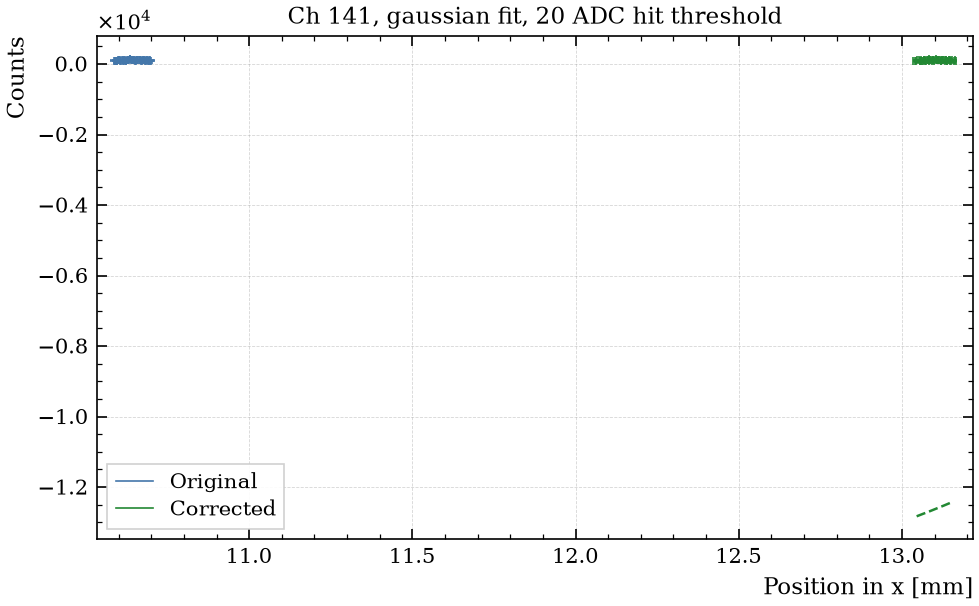 Ch 141, gaussian fit, 20 ADC hit threshold
×10⁴
Counts
0.0
−0.2
−0.4
−0.6
−0.8
−1.0
−1.2
Original
Corrected
11.0 11.5 12.0 12.5 13.0
Position in x [mm]